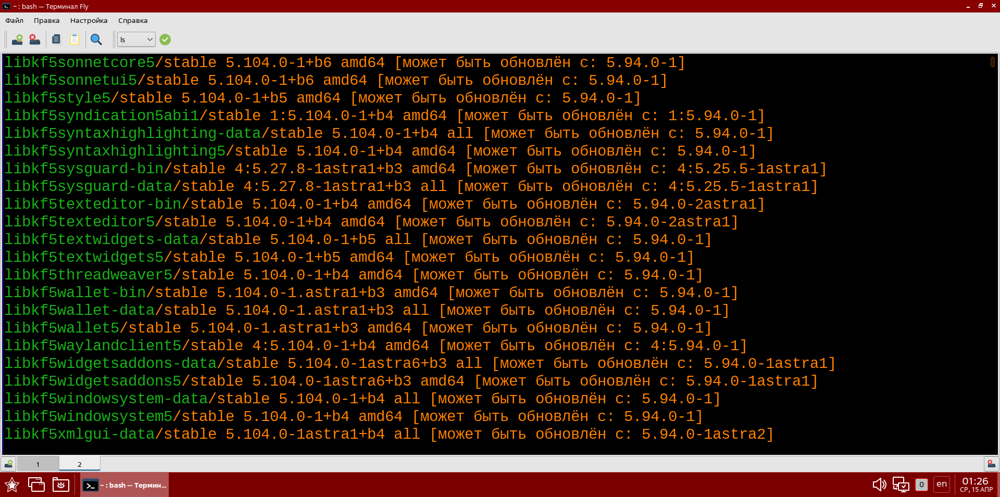 ~ : bash — Терминал Fly
Файл Правка Настройка Справка
ls
libkf5sonnetcore5/stable 5.104.0-1+b6 amd64 [может быть обновлён с: 5.94.0-1]
libkf5sonnetui5/stable 5.104.0-1+b6 amd64 [может быть обновлён с: 5.94.0-1]
libkf5style5/stable 5.104.0-1+b5 amd64 [может быть обновлён с: 5.94.0-1]
libkf5syndication5abi1/stable 1:5.104.0-1+b4 amd64 [может быть обновлён с: 1:5.94.0-1]
libkf5syntaxhighlighting-data/stable 5.104.0-1+b4 all [может быть обновлён с: 5.94.0-1]
libkf5syntaxhighlighting5/stable 5.104.0-1+b4 amd64 [может быть обновлён с: 5.94.0-1]
libkf5sysguard-bin/stable 4:5.27.8-1astra1+b3 amd64 [может быть обновлён с: 4:5.25.5-1astra1]
libkf5sysguard-data/stable 4:5.27.8-1astra1+b3 all [может быть обновлён с: 4:5.25.5-1astra1]
libkf5texteditor-bin/stable 5.104.0-1+b4 amd64 [может быть обновлён с: 5.94.0-2astra1]
libkf5texteditor5/stable 5.104.0-1+b4 amd64 [может быть обновлён с: 5.94.0-2astra1]
libkf5textwidgets-data/stable 5.104.0-1+b5 all [может быть обновлён с: 5.94.0-1]
libkf5textwidgets5/stable 5.104.0-1+b5 amd64 [может быть обновлён с: 5.94.0-1]
libkf5threadweaver5/stable 5.104.0-1+b4 amd64 [может быть обновлён с: 5.94.0-1]
libkf5wallet-bin/stable 5.104.0-1.astra1+b3 amd64 [может быть обновлён с: 5.94.0-1]
libkf5wallet-data/stable 5.104.0-1.astra1+b3 all [может быть обновлён с: 5.94.0-1]
libkf5wallet5/stable 5.104.0-1.astra1+b3 amd64 [может быть обновлён с: 5.94.0-1]
libkf5waylandclient5/stable 4:5.104.0-1+b4 amd64 [может быть обновлён с: 4:5.94.0-1]
libkf5widgetsaddons-data/stable 5.104.0-1astra6+b3 all [может быть обновлён с: 5.94.0-1astra1]
libkf5widgetsaddons5/stable 5.104.0-1astra6+b3 amd64 [может быть обновлён с: 5.94.0-1astra1]
libkf5windowsystem-data/stable 5.104.0-1+b4 all [может быть обновлён с: 5.94.0-1]
libkf5windowsystem5/stable 5.104.0-1+b4 amd64 [может быть обновлён с: 5.94.0-1]
libkf5xmlgui-data/stable 5.104.0-1astra1+b4 all [может быть обновлён с: 5.94.0-1astra2]
1 2
~ : bash — Термин... 0 en 01:26
СР, 15 АПР